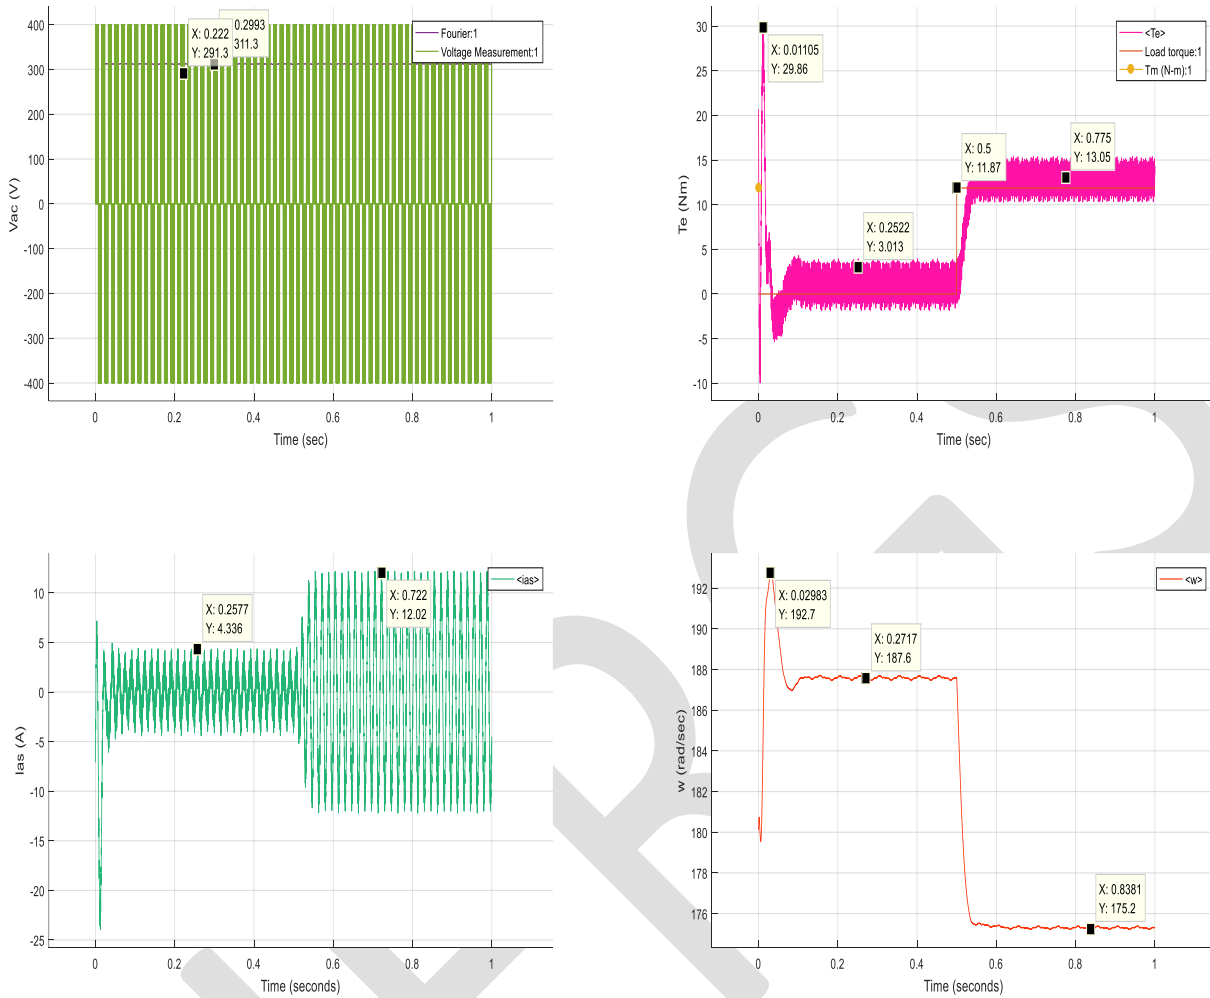 400
300
200
100
0
-100
-200
-300
-400
Vac (V)
0
0.2
0.4
0.6
0.8
1
Time (sec)
X: 0.222
Y: 291.3
0.2993
311.3
Fourier:1
Voltage Measurement:1
30
25
20
15
10
5
0
-5
-10
Te (Nm)
0
0.2
0.4
0.6
0.8
1
Time (sec)
X: 0.01105
Y: 29.86
X: 0.2522
Y: 3.013
X: 0.5
Y: 11.87
X: 0.775
Y: 13.05
<Te>
Load torque:1
Tm (N-m):1
10
5
0
-5
-10
-15
-20
-25
Ias (A)
0
0.2
0.4
0.6
0.8
1
Time (seconds)
X: 0.2577
Y: 4.336
X: 0.722
Y: 12.02
<ias>
192
190
188
186
184
182
180
178
176
w (rad/sec)
0
0.2
0.4
0.6
0.8
1
Time (seconds)
X: 0.02983
Y: 192.7
X: 0.2717
Y: 187.6
X: 0.8381
Y: 175.2
<w>